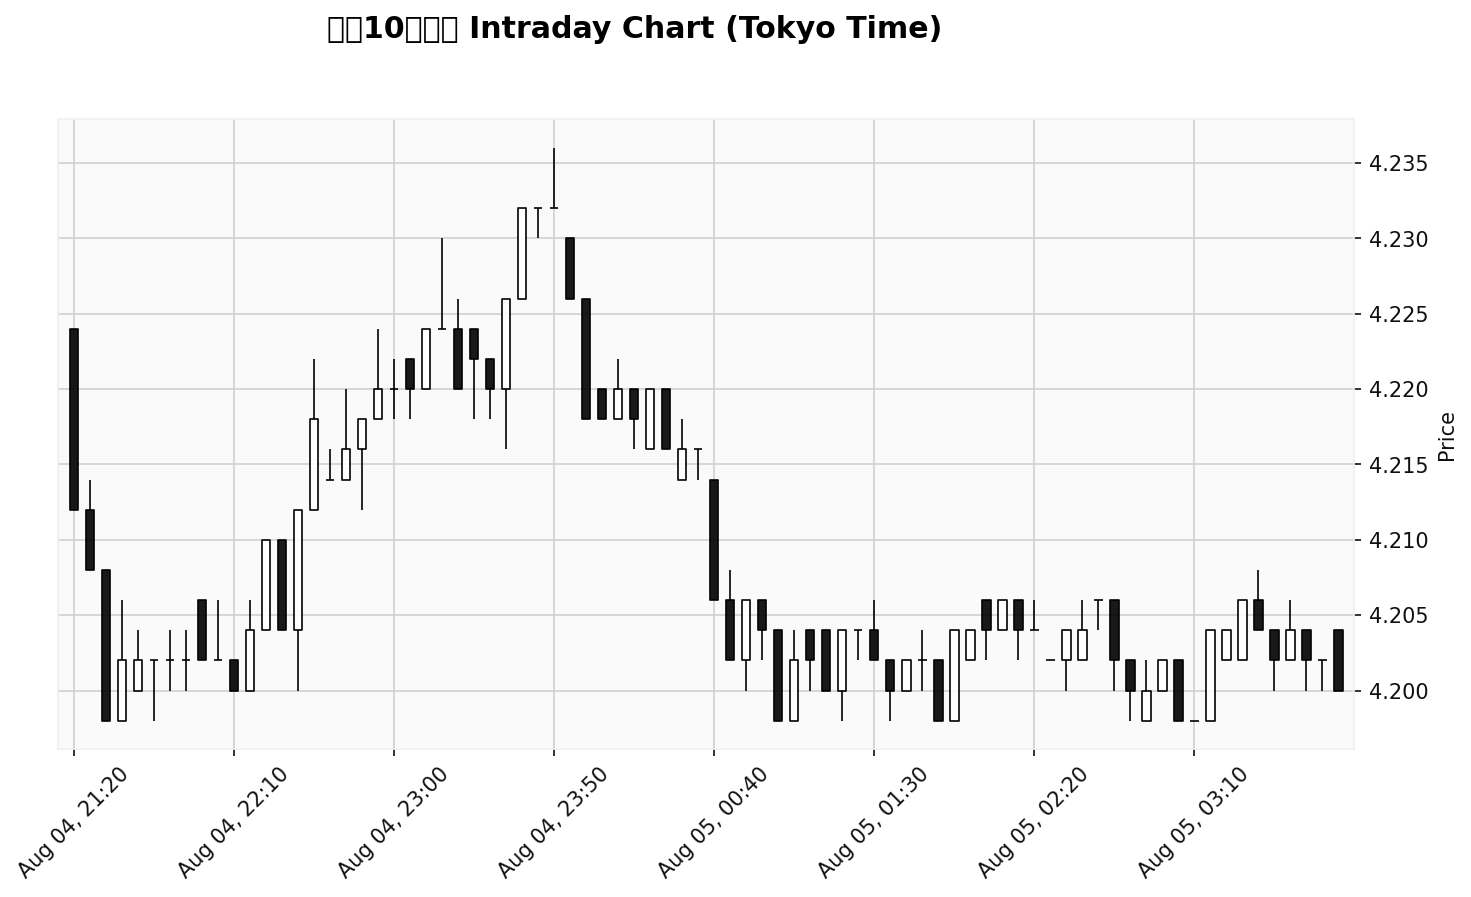 10 Intraday Chart (Tokyo Time)
4.235
4.230
4.225
4.220
4.215
4.210
4.205
4.200
Price
Aug 04, 21:20
Aug 04, 22:10
Aug 04, 23:00
Aug 04, 23:50
Aug 05, 00:40
Aug 05, 01:30
Aug 05, 02:20
Aug 05, 03:10